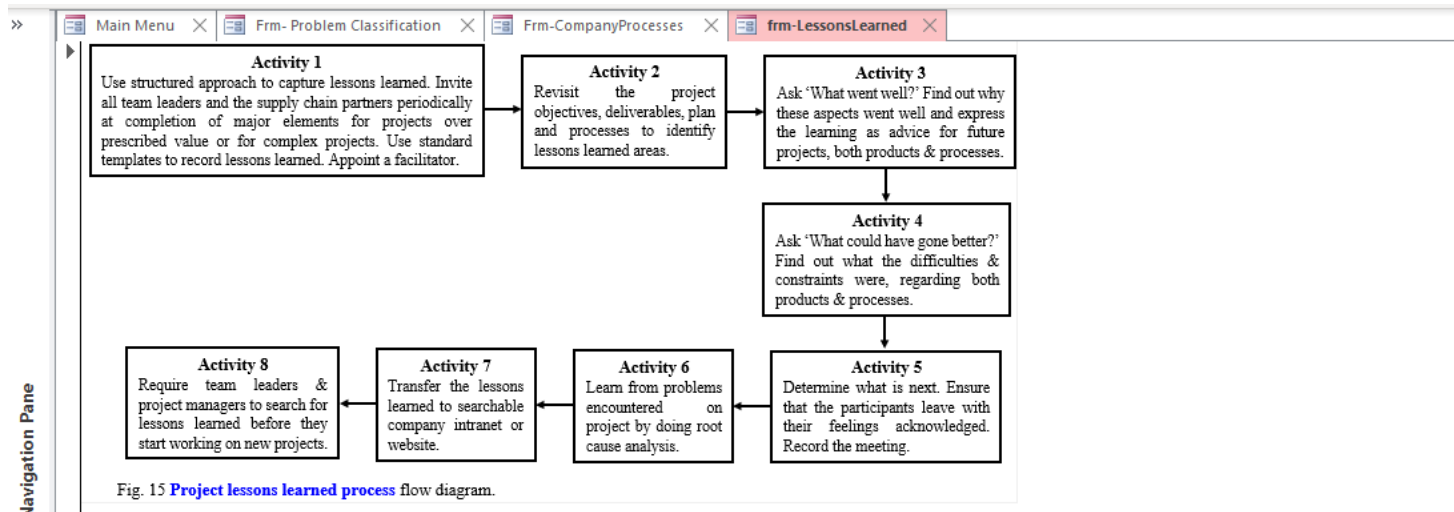 »
Main Menu
Frm- Problem Classification
Frm-CompanyProcesses
frm-LessonsLearned
Activity 1
Use structured approach to capture lessons learned. Invite
all team leaders and the supply chain partners periodically
at completion of major elements for projects over
prescribed value or for complex projects. Use standard
templates to record lessons learned. Appoint a facilitator.
Activity 2
Revisit the project
objectives, deliverables, plan
and processes to identify
lessons learned areas.
Activity 3
Ask ‘What went well?’ Find out why
these aspects went well and express
the learning as advice for future
projects, both products & processes.
Activity 4
Ask ‘What could have gone better?’
Find out what the difficulties &
constraints were, regarding both
products & processes.
Activity 5
Determine what is next. Ensure
that the participants leave with
their feelings acknowledged.
Record the meeting.
Activity 6
Learn from problems
encountered on
project by doing root
cause analysis.
Activity 7
Transfer the lessons
learned to searchable
company intranet or
website.
Activity 8
Require team leaders &
project managers to search for
lessons learned before they
start working on new projects.
Fig. 15 Project lessons learned process flow diagram.
Navigation Pane